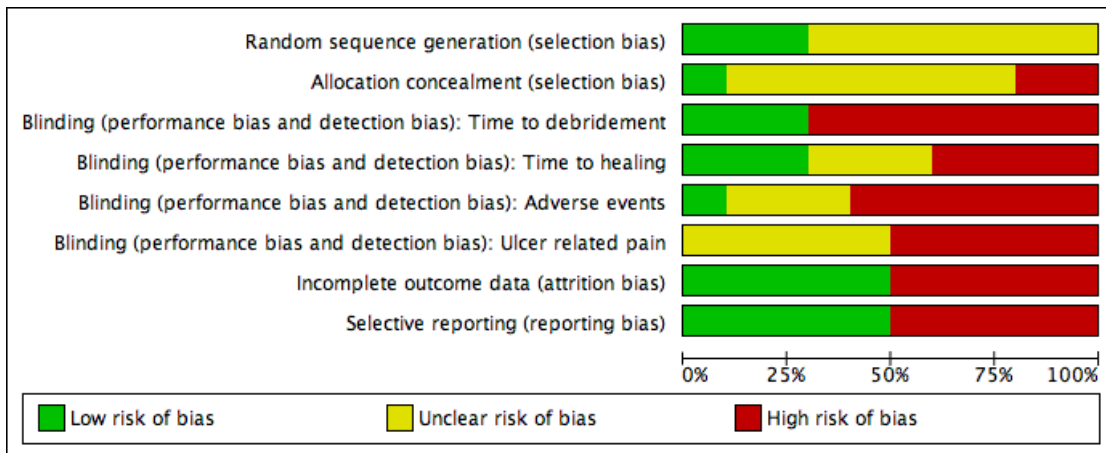 Random sequence generation (selection bias)
Allocation concealment (selection bias)
Blinding (performance bias and detection bias): Time to debridement
Blinding (performance bias and detection bias): Time to healing
Blinding (performance bias and detection bias): Adverse events
Blinding (performance bias and detection bias): Ulcer related pain
Incomplete outcome data (attrition bias)
Selective reporting (reporting bias)
0% 25% 50% 75% 100%
Low risk of bias Unclear risk of bias High risk of bias